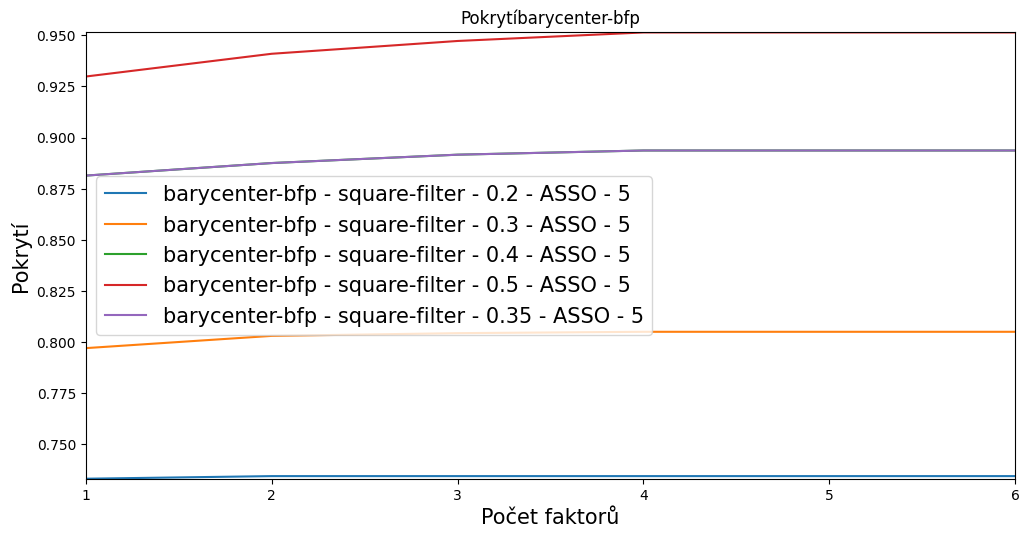 Pokrytíbarycenter-bfp
0.950
0.925
0.900
0.875
0.850
0.825
0.800
0.775
0.750
Pokrytí
barycenter-bfp - square-filter - 0.2 - ASSO - 5
barycenter-bfp - square-filter - 0.3 - ASSO - 5
barycenter-bfp - square-filter - 0.4 - ASSO - 5
barycenter-bfp - square-filter - 0.5 - ASSO - 5
barycenter-bfp - square-filter - 0.35 - ASSO - 5
1 2 3 4 5 6
Počet faktorů